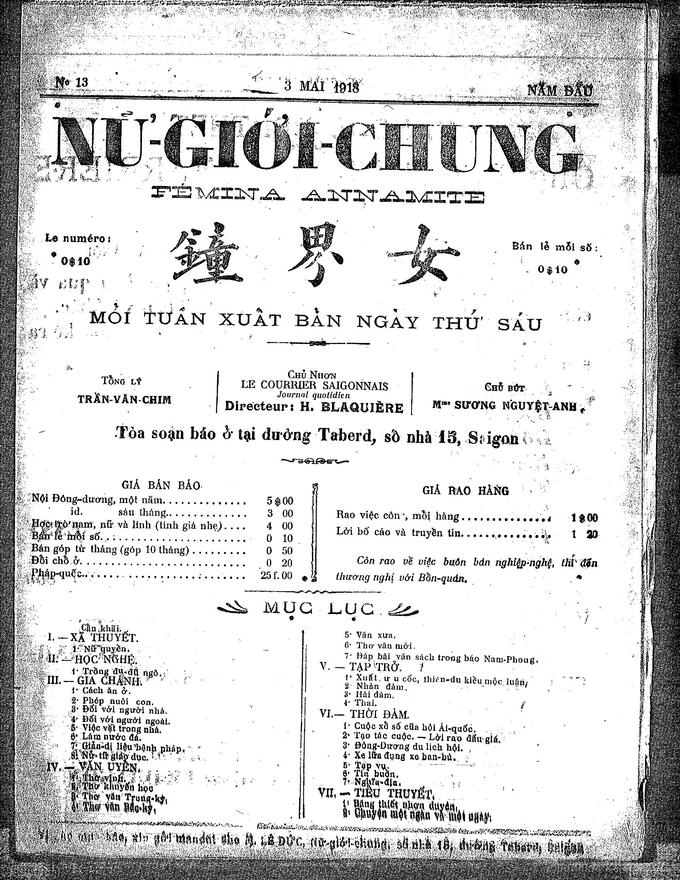 Nº 13
3 MAI 1918
NĂM ĐẦU
NỮ-GIỚI-CHUNG
FÉMINA ANNAMITE
Le numéro:
0$10
鐘 界 女
Bán lẻ mỗi số:
0$10
MỖI TUẦN XUẤT BẢN NGÀY THỨ SÁU
TỔNG LÝ
TRẦN-VĂN-CHIM
CHỦ NHƠN
LE COURRIER SAIGONNAIS
Journal quotidien
Directeur: H. BLAQUIÈRE
CHỦ BÚT
Mme SƯƠNG NGUYỆT-ANH
Tòa soạn báo ở tại đường Taberd, số nhà 15, Saigon
GIÁ BÁN BÁO
Nội Đông-dương, một năm.............. 5$00
id. sáu tháng.............. 3 00
Học trò nam, nữ và lính (tính giá nhẹ).... 4 00
Bán lẻ mỗi số.............. 0 10
Bán góp từ tháng (góp 10 tháng).......... 0 50
Đổi chỗ ở.............. 0 20
Pháp-quốc.............. 25f.00
GIÁ RAO HÀNG
Rao việc công, mỗi hàng............... 1$00
Lời bố cáo và truyền tin............... 1 20
Còn rao về việc buôn bán nghiệp-nghệ, thì đến
thương nghị với Bổn-quán.
MỤC LỤC
Cẩn khải.
I. — XÃ THUYẾT.
1· Nữ quyền.
II. — HỌC NGHỆ.
1· Trồng đu-đủ ngô.
III. — GIA CHÁNH.
1· Cách ăn ở.
2· Phép nuôi con.
3· Đối với người nhà.
4· Đối với người ngoài.
5· Việc vặt trong nhà.
6· Làm nước đá.
7· Giản-dị liệu bệnh pháp.
8· Nữ tử giáo dục.
IV. — VĂN UYỂN.
1· Thơ vịnh.
2· Thơ khuyến học
3· Thơ văn Trung-kỳ.
4· Thơ văn Bắc-kỳ.
5· Văn xưa.
6· Thơ văn mới.
7· Đáp bài văn sách trong báo Nam-Phong.
V. — TẠP TRỞ.
1· Xuất ưu cốc, thiên-du kiều mộc luận.
2· Nhàn đàm.
3· Hài đàm.
4· Thai.
VI. — THỜI ĐÀM.
1· Cuộc xổ số của hội Ái-quốc.
2· Tạo tác cuộc. — Lời rao đấu giá.
3· Đông-Dương du lịch hội.
4· Xe lửa đụng xe ban-bù.
5· Tạp vụ.
6· Tin buồn.
7· Nghĩa-địa.
VII. — TIỂU THUYẾT.
1· Bảng thiết nhơn duyên.
2· Chuyện một ngàn và một ngày.
báo, xin gởi mandat cho M. LÊ ĐỨC, nữ-giới-chung, số nhà 15, đường Taberd, Saigon